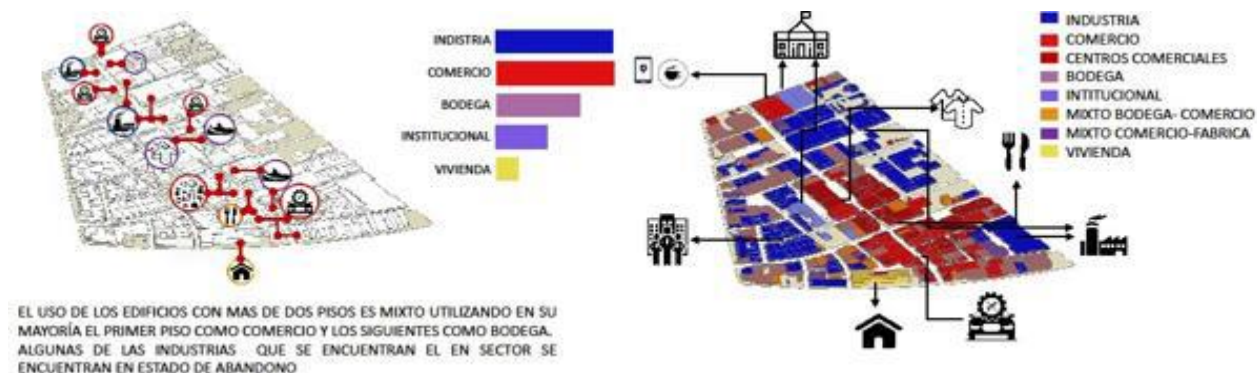 INDISTRIA
COMERCIO
BODEGA
INSTITUCIONAL
VIVIENDA
INDUSTRIA
COMERCIO
CENTROS COMERCIALES
BODEGA
INTITUCIONAL
MIXTO BODEGA- COMERCIO
MIXTO COMERCIO-FABRICA
VIVIENDA
EL USO DE LOS EDIFICIOS CON MAS DE DOS PISOS ES MIXTO UTILIZANDO EN SU
MAYORÍA EL PRIMER PISO COMO COMERCIO Y LOS SIGUIENTES COMO BODEGA.
ALGUNAS DE LAS INDUSTRIAS QUE SE ENCUENTRAN EL EN SECTOR SE
ENCUENTRAN EN ESTADO DE ABANDONO